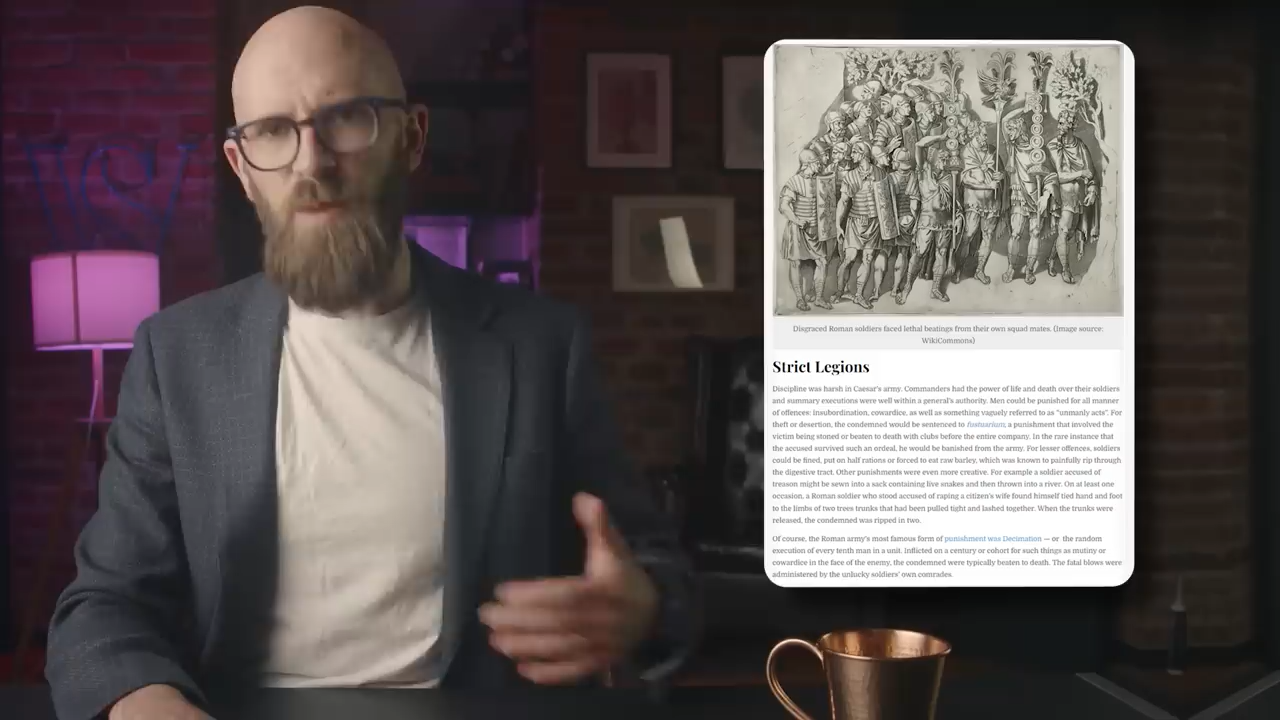 Disgraced Roman soldiers faced lethal beatings from their own squad mates. (Image source:
WikiCommons)
Strict Legions
Discipline was harsh in Caesar's army. Commanders had the power of life and death over their soldiers
and summary executions were well within a general's authority. Men could be punished for all manner
of offences: Insubordination, cowardice, as well as something vaguely referred to as "unmanly acts". For
theft or desertion, the condemned would be sentenced to fustuarium, a punishment that involved the
victim being stoned or beaten to death with clubs before the entire company. In the rare instance that
the accused survived such an ordeal, he would be banished from the army. For lesser offences, soldiers
could be fined, put on half rations or forced to eat raw barley, which was known to painfully rip through
the digestive tract. Other punishments were even more creative. For example a soldier accused of
treason might be sewn into a sack containing live snakes and then thrown into a river. On at least one
occasion, a Roman soldier who stood accused of raping a citizen's wife found himself tied hand and foot
to the limbs of two trees trunks that had been pulled tight and lashed together. When the trunks were
released, the condemned was ripped in two.
Of course, the Roman army's most famous form of punishment was Decimation — or the random
execution of every tenth man in a unit. Inflicted on a century or cohort for such things as mutiny or
cowardice in the face of the enemy, the condemned were typically beaten to death. The fatal blows were
administered by the unlucky soldiers' own comrades.